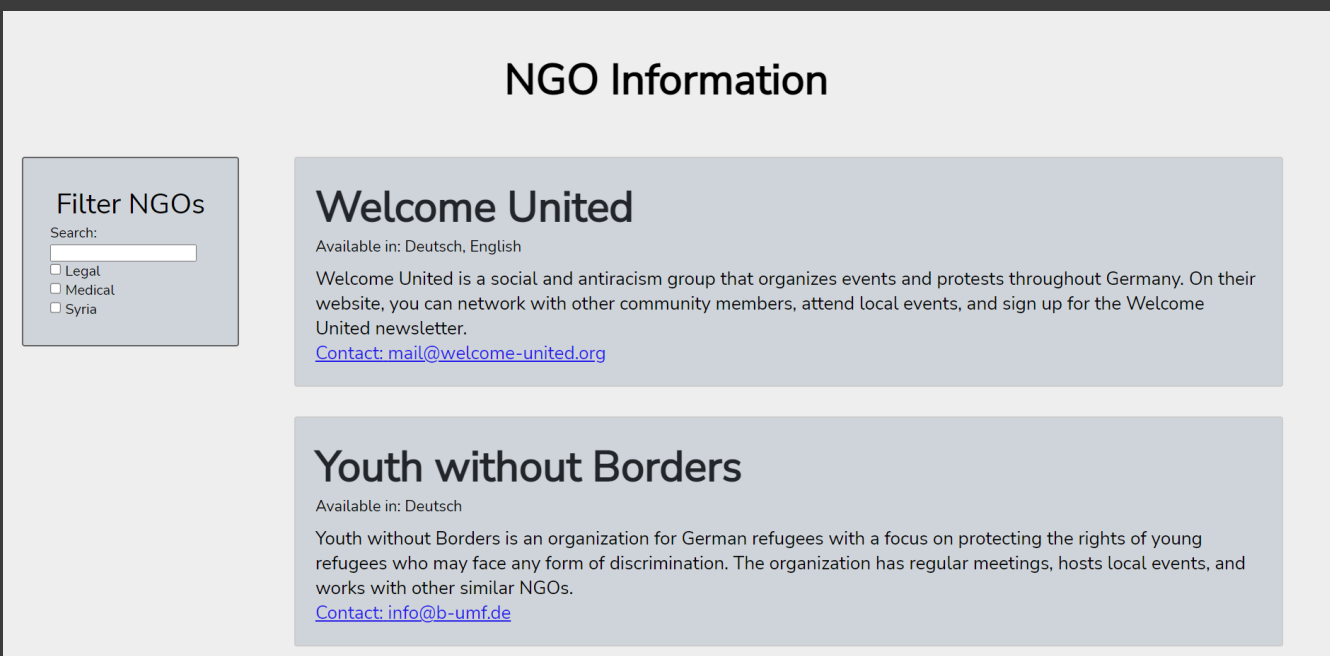 NGO Information
Filter NGOs
Search:
Legal
Medical
Syria
Welcome United
Available in: Deutsch, English
Welcome United is a social and antiracism group that organizes events and protests throughout Germany. On their
website, you can network with other community members, attend local events, and sign up for the Welcome
United newsletter.
Contact: mail@welcome-united.org
Youth without Borders
Available in: Deutsch
Youth without Borders is an organization for German refugees with a focus on protecting the rights of young
refugees who may face any form of discrimination. The organization has regular meetings, hosts local events, and
works with other similar NGOs.
Contact: info@b-umf.de